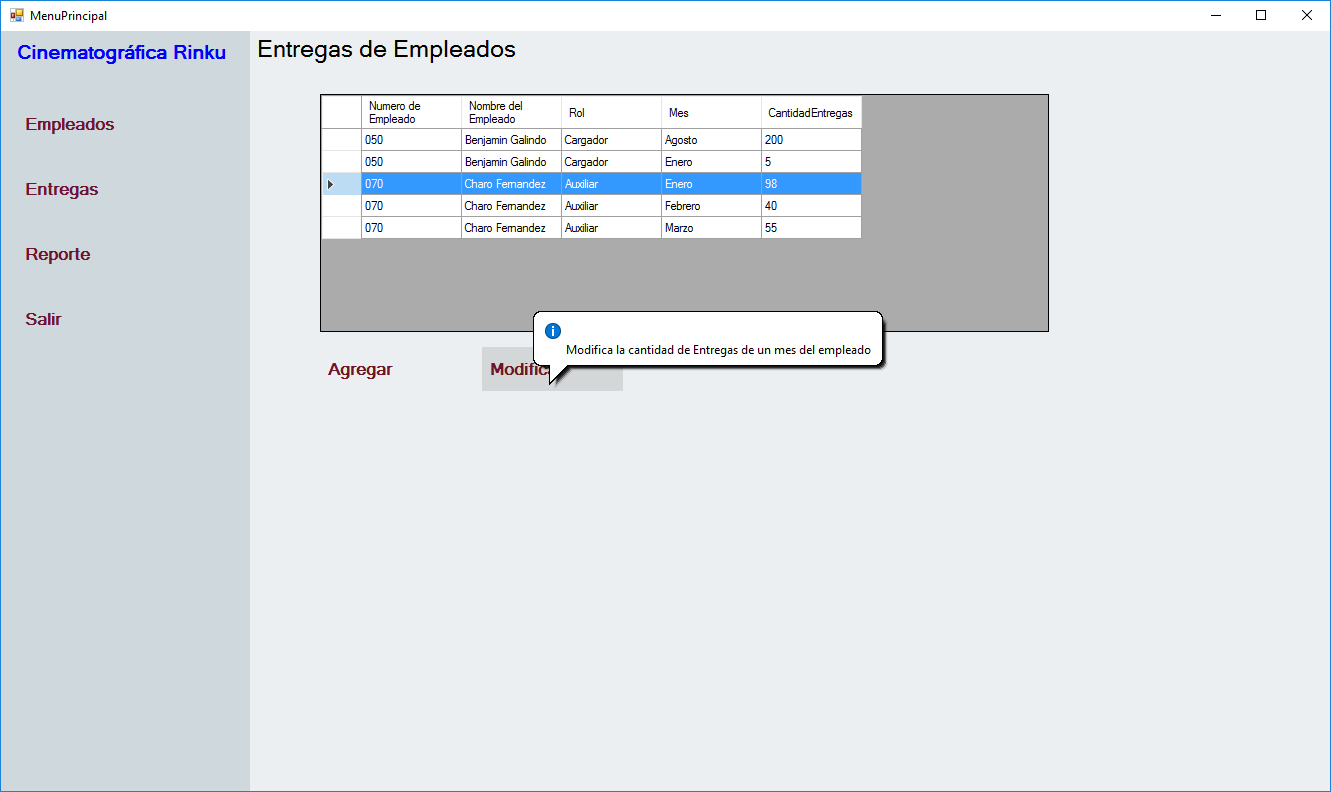 MenuPrincipal
Cinematográfica Rinku
Empleados
Entregas
Reporte
Salir
Entregas de Empleados
Numero de Empleado Nombre del Empleado Rol Mes CantidadEntregas
050 Benjamin Galindo Cargador Agosto 200
050 Benjamin Galindo Cargador Enero 5
070 Charo Fernandez Auxiliar Enero 98
070 Charo Fernandez Auxiliar Febrero 40
070 Charo Fernandez Auxiliar Marzo 55
Modifica la cantidad de Entregas de un mes del empleado
Agregar